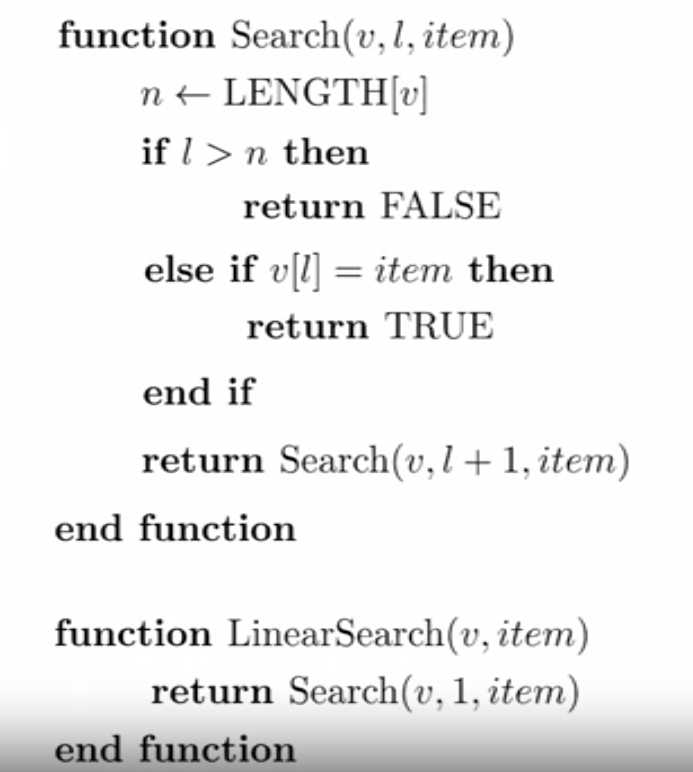 function Search(v, l, item)
n ← LENGTH[v]
if l > n then
return FALSE
else if v[l] = item then
return TRUE
end if
return Search(v, l + 1, item)
end function
function LinearSearch(v, item)
return Search(v, 1, item)
end function